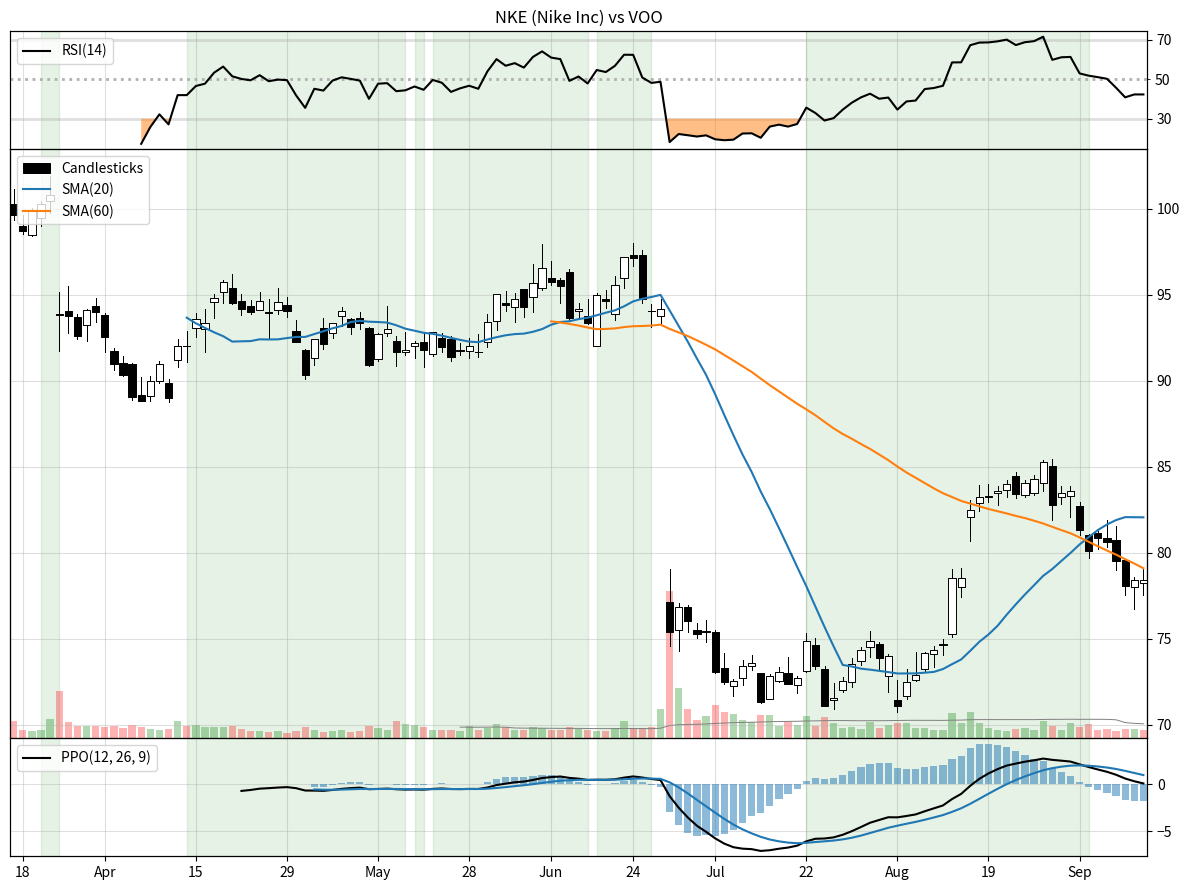 NKE (Nike Inc) vs VOO
RSI(14)
70
50
30
Candlesticks
SMA(20)
SMA(60)
100
95
90
85
80
75
70
PPO(12, 26, 9)
0
−5
18 Apr 15 29 May 28 Jun 24 Jul 22 Aug 19 Sep